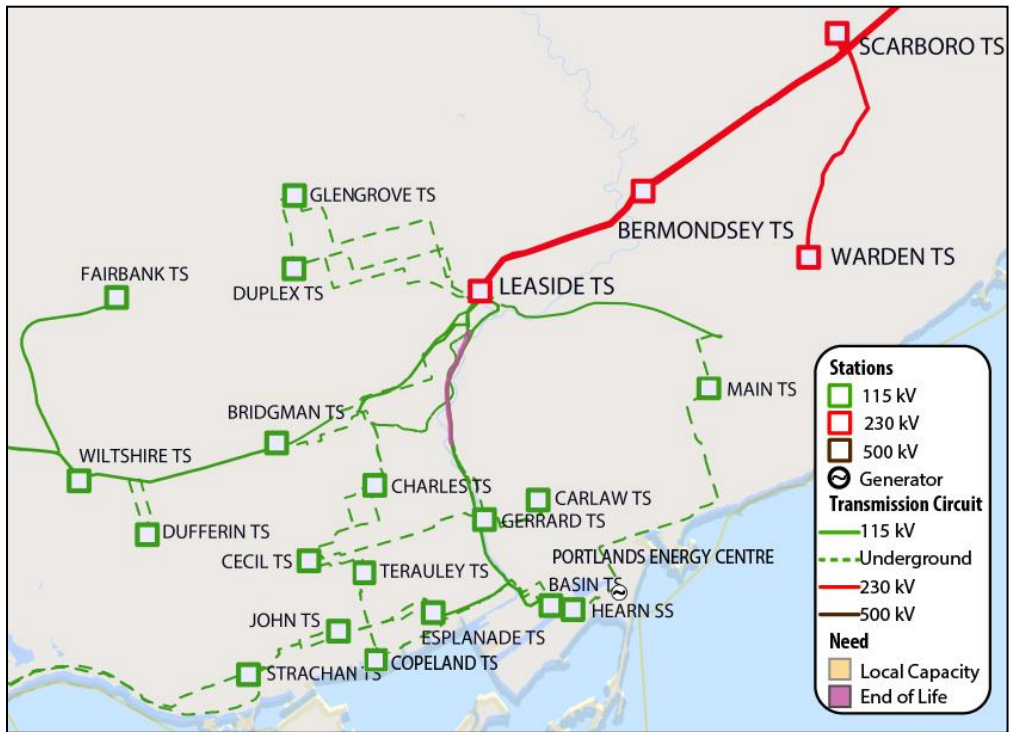 SCARBORO TS
GLENGROVE TS
BERMONDSEY TS
WARDEN TS
FAIRBANK TS
DUPLEX TS
LEASIDE TS
MAIN TS
BRIDGMAN TS
WILTSHIRE TS
CHARLES TS
CARLAW TS
GERRARD TS
DUFFERIN TS
CECIL TS
TERAULEY TS
PORTLANDS ENERGY CENTRE
BASIN TS
HEARN SS
JOHN TS
ESPLANADE TS
COPELAND TS
STRACHAN TS
Stations
115 kV
230 kV
500 kV
Generator
Transmission Circuit
115 kV
Underground
230 kV
500 kV
Need
Local Capacity
End of Life